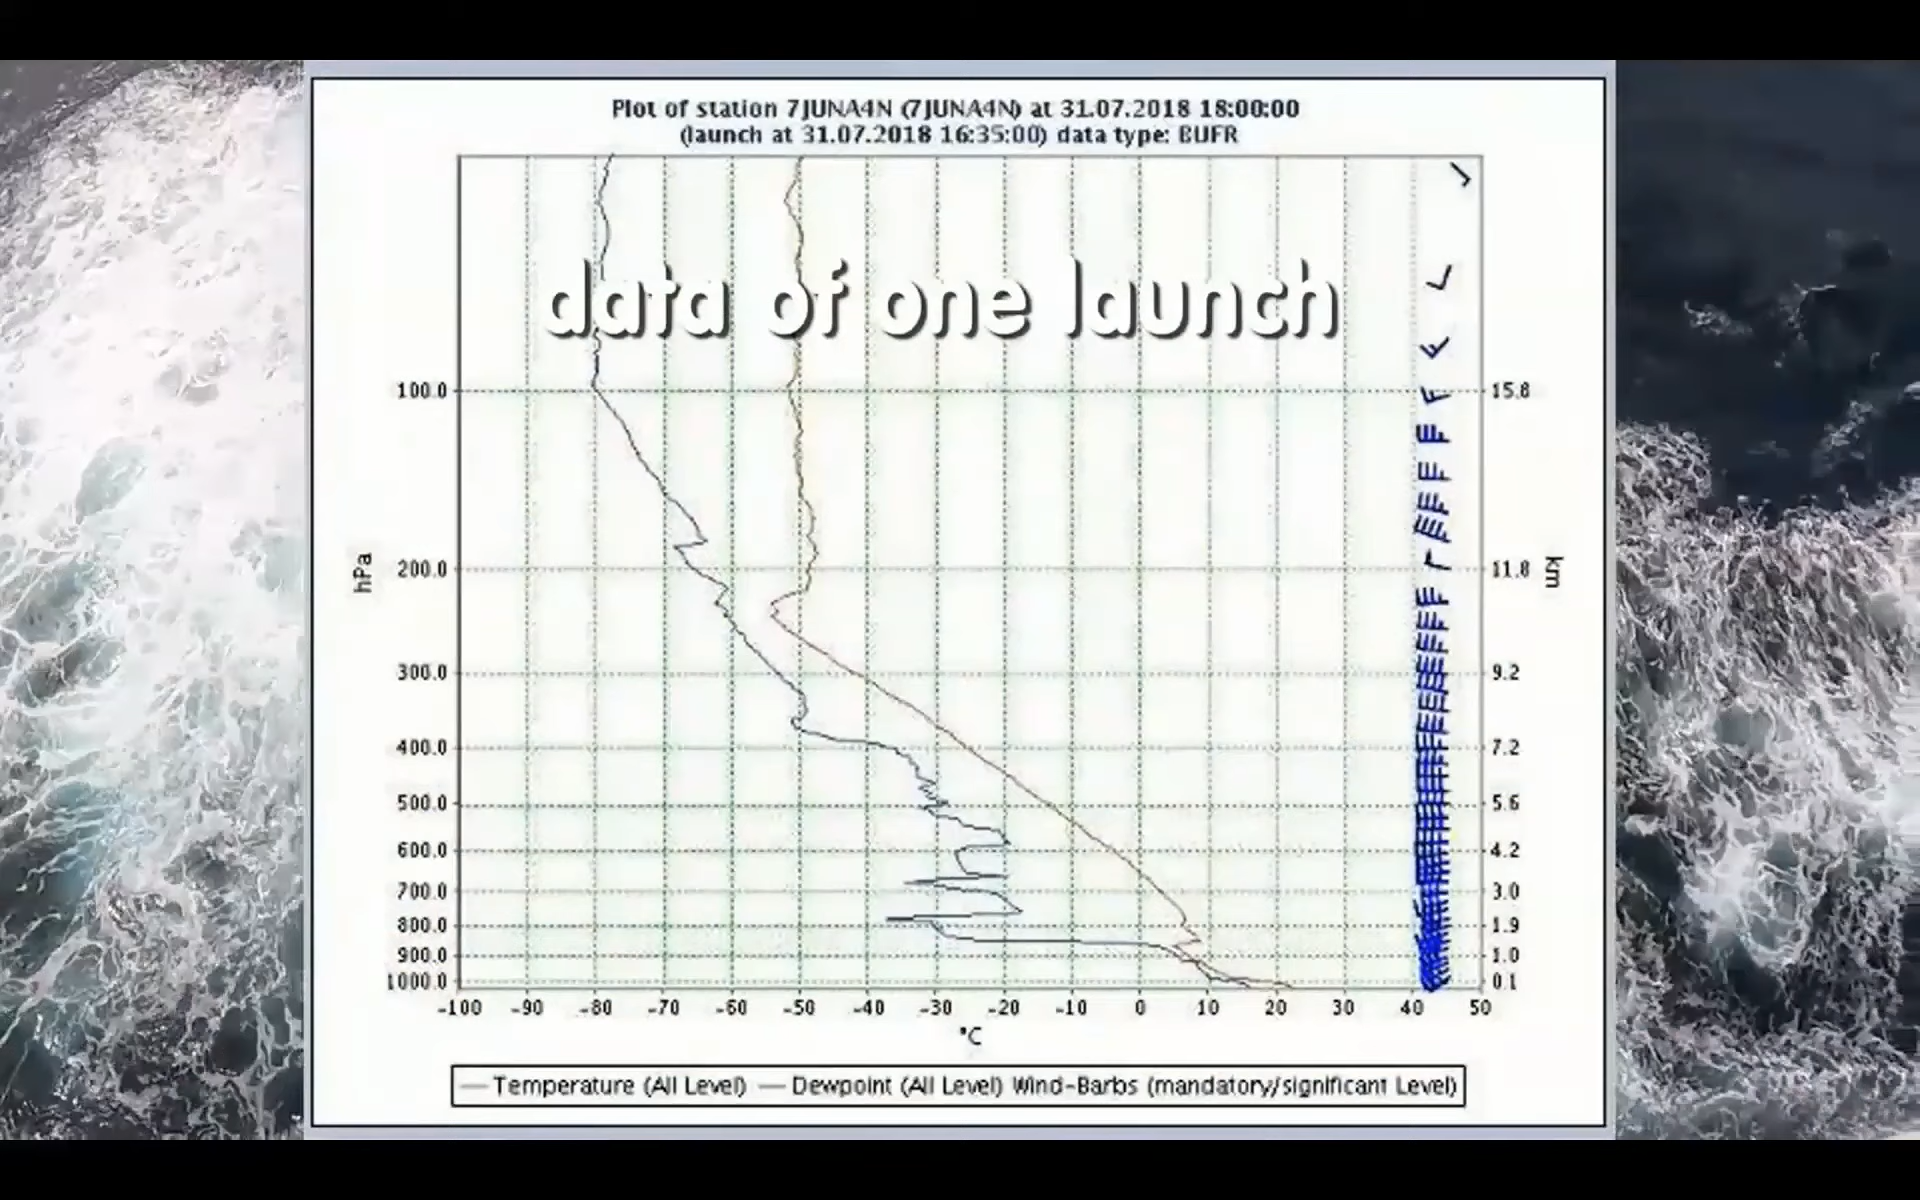 Plot of station 7JUNA4N (7JUNA4N) at 31.07.2018 18:00:00
(launch at 31.07.2018 16:35:00) data type: BUFR
data of one launch
100.0
15.8
hPa
200.0
11.8
km
300.0
9.2
400.0
7.2
500.0
5.6
600.0
4.2
700.0
3.0
800.0
1.9
900.0
1.0
1000.0
0.1
-100 -90 -80 -70 -60 -50 -40 -30 -20 -10 0 10 20 30 40 50
°C
Temperature (All Level) Dewpoint (All Level) Wind-Barbs (mandatory/significant Level)